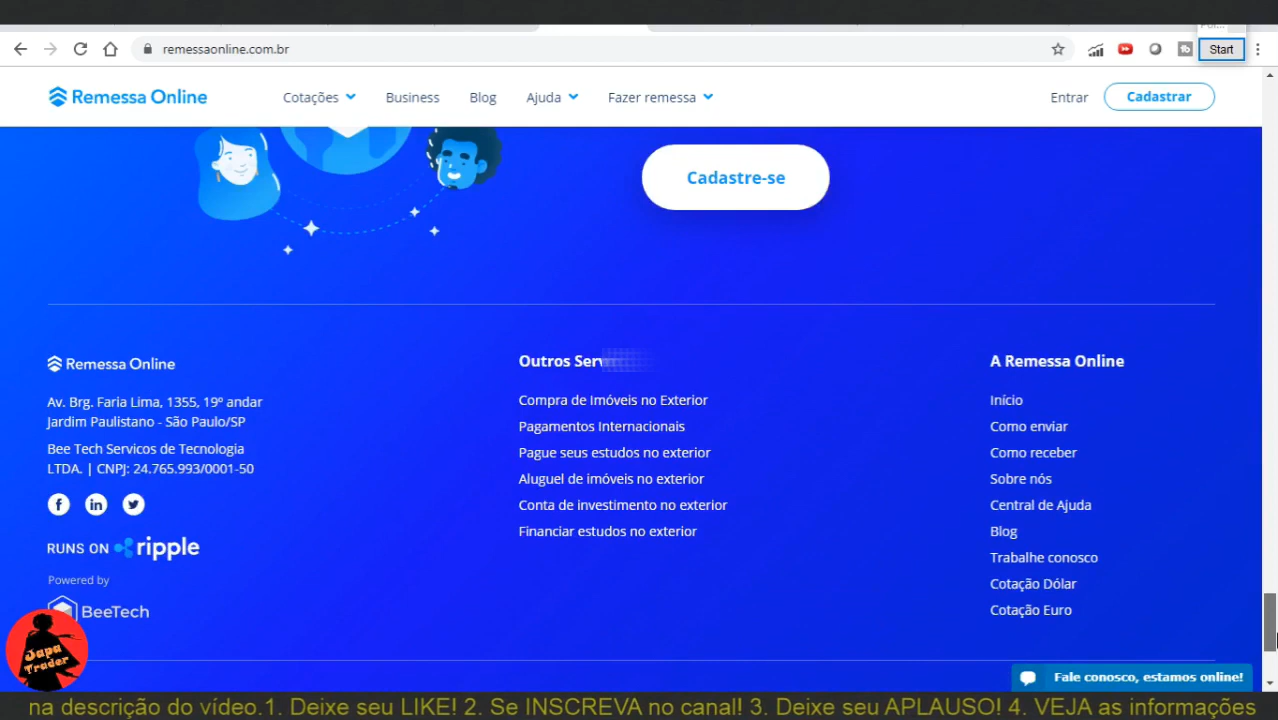 Start
remessaonline.com.br
Remessa Online
Cotações
Business
Blog
Ajuda
Fazer remessa
Entrar
Cadastrar
Cadastre-se
Remessa Online
Av. Brg. Faria Lima, 1355, 19º andar
Jardim Paulistano - São Paulo/SP
Bee Tech Servicos de Tecnologia
LTDA. | CNPJ: 24.765.993/0001-50
RUNS ON ripple
Powered by
BeeTech
Outros
Compra de Imóveis no Exterior
Pagamentos Internacionais
Pague seus estudos no exterior
Aluguel de imóveis no exterior
Conta de investimento no exterior
Financiar estudos no exterior
A Remessa Online
Início
Como enviar
Como receber
Sobre nós
Central de Ajuda
Blog
Trabalhe conosco
Cotação Dólar
Cotação Euro
Japa
Trader
Fale conosco, estamos online!
na descrição do vídeo.1. Deixe seu LIKE! 2. Se INSCREVA no canal! 3. Deixe seu APLAUSO! 4. VEJA as informações